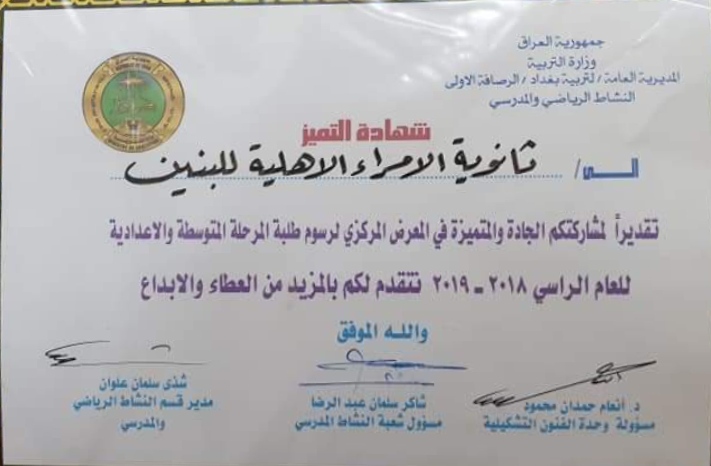 جمهورية العراق
وزارة التربية
المديرية العامة / لتربية بغداد / الرصافة الاولى
النشاط الرياضي والمدرسي
شهادة التميز
الـى / ثانوية الامراء الاهلية للبنين
تقديراً لمشاركتكم الجادة والمتميزة في المعرض المركزي لرسوم طلبة المرحلة المتوسطة والاعدادية
للعام الراسي ٢٠١٨ - ٢٠١٩ نتقدم لكم بالمزيد من العطاء والابداع
والله الموفق
د. أنعام حمدان محمود
مسؤولة وحدة الفنون التشكيلية
شاكر سلمان عبد الرضا
مسؤول شعبة النشاط المدرسي
شذى سلمان علوان
مدير قسم النشاط الرياضي
والمدرسي